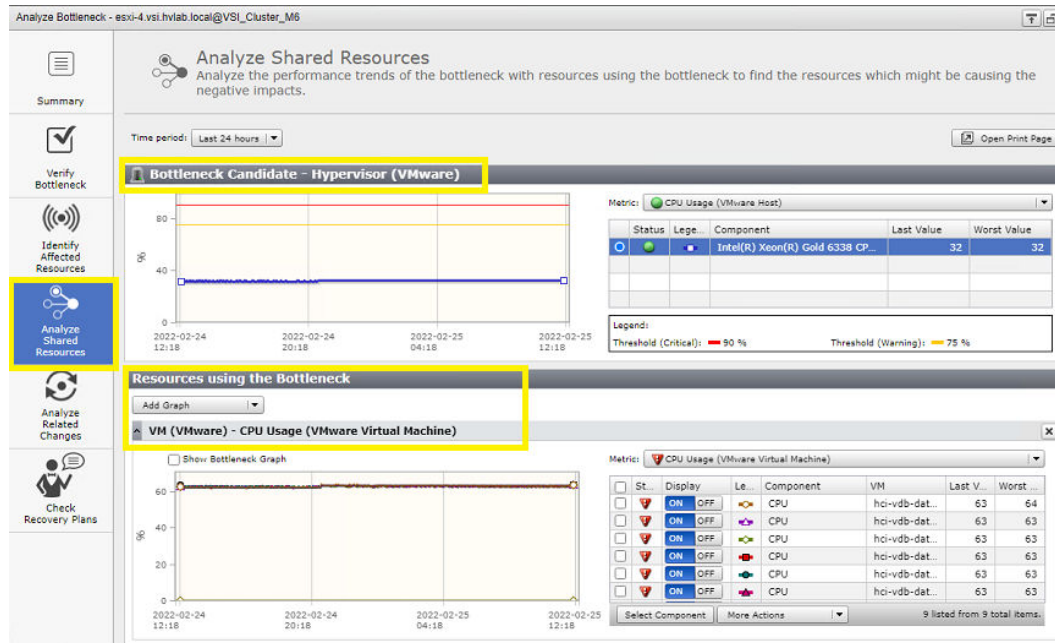 Analyze Bottleneck - esxi-4.vsi.hvlab.local@VSI_Cluster_M6
Summary
Verify
Bottleneck
Identify
Affected
Resources
Analyze
Shared
Resources
Analyze
Related
Changes
Check
Recovery Plans
Analyze Shared Resources
Analyze the performance trends of the bottleneck with resources using the bottleneck to find the resources which might be causing the
negative impacts.
Time period: Last 24 hours
Open Print Page
Bottleneck Candidate - Hypervisor (VMware)
80
40
0
%
2022-02-24 2022-02-24 2022-02-25 2022-02-25
12:18 20:18 04:18 12:18
Metric: CPU Usage (VMware Host)
Status Lege... Component Last Value Worst Value
Intel(R) Xeon(R) Gold 6338 CP... 32 32
Legend:
Threshold (Critical): 90 % Threshold (Warning): 75 %
Resources using the Bottleneck
Add Graph
VM (VMware) - CPU Usage (VMware Virtual Machine)
Show Bottleneck Graph
60
40
20
0
%
2022-02-24 2022-02-24 2022-02-25 2022-02-25
12:18 20:18 04:18 12:18
Metric: CPU Usage (VMware Virtual Machine)
St... Display Le... Component VM Last V... Worst ...
ON OFF CPU hci-vdb-dat... 63 64
ON OFF CPU hci-vdb-dat... 63 63
ON OFF CPU hci-vdb-dat... 63 63
ON OFF CPU hci-vdb-dat... 63 63
ON OFF CPU hci-vdb-dat... 63 63
ON OFF CPU hci-vdb-dat... 63 63
Select Component More Actions 9 listed from 9 total items.